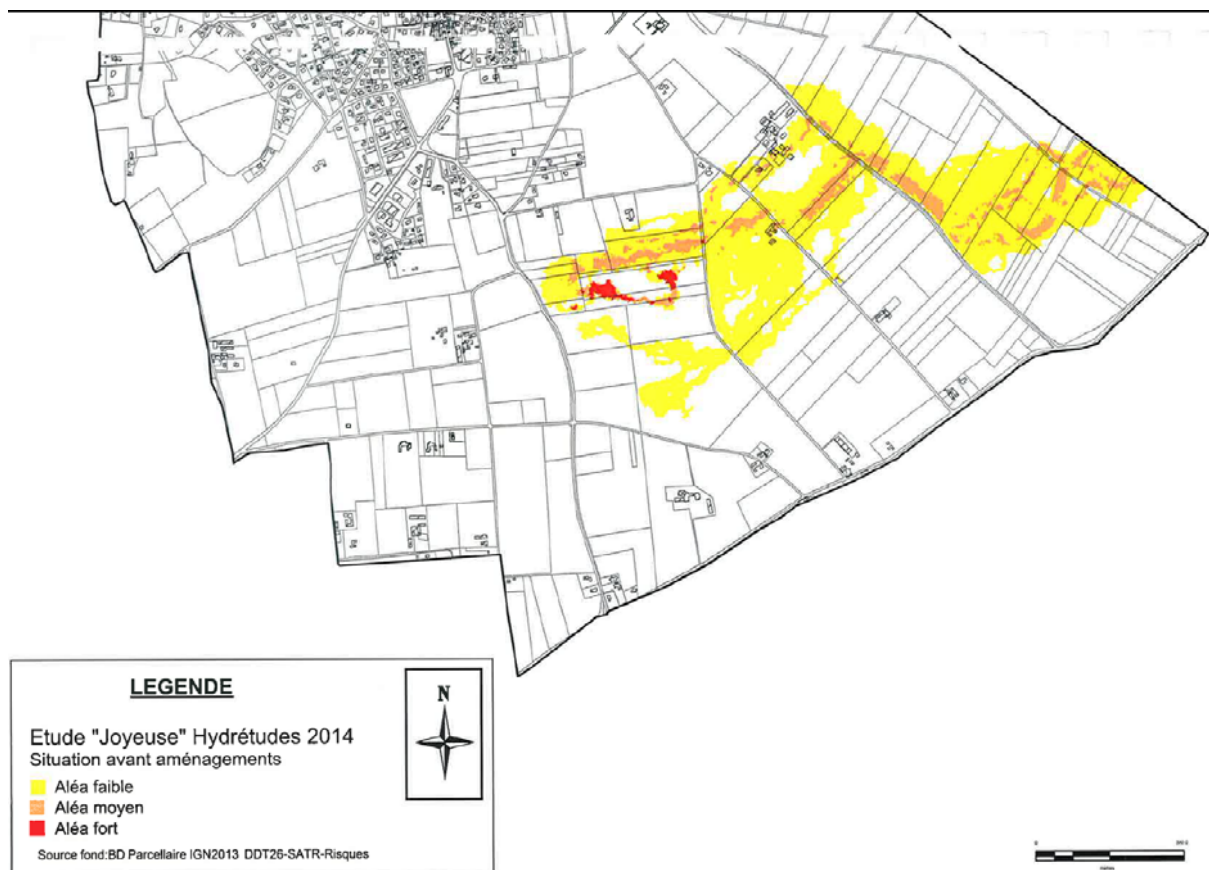 LEGENDE
N
Etude "Joyeuse" Hydrétudes 2014
Situation avant aménagements
Aléa faible
Aléa moyen
Aléa fort
Source fond:BD Parcellaire IGN2013 DDT26-SATR-Risques